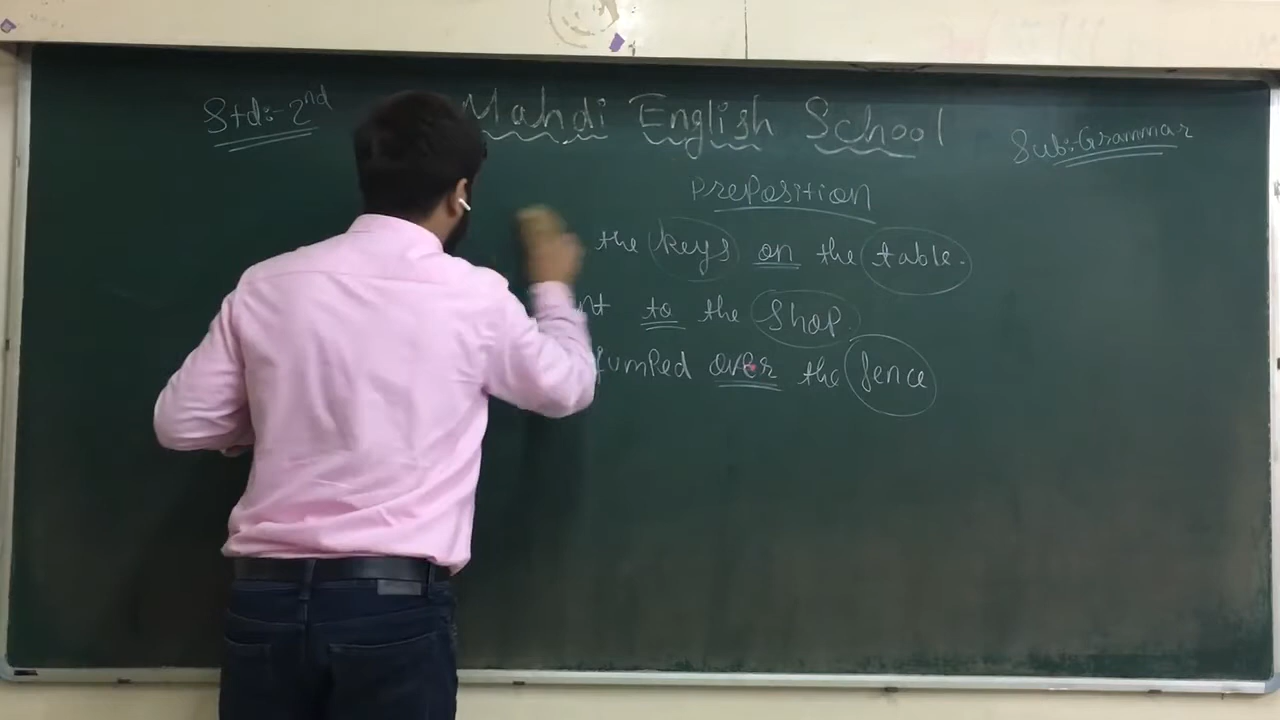 Std:- 2nd
Mahdi English School
Sub:- Grammar
Preposition
the keys on the table.
to the shop.
jumped over the fence